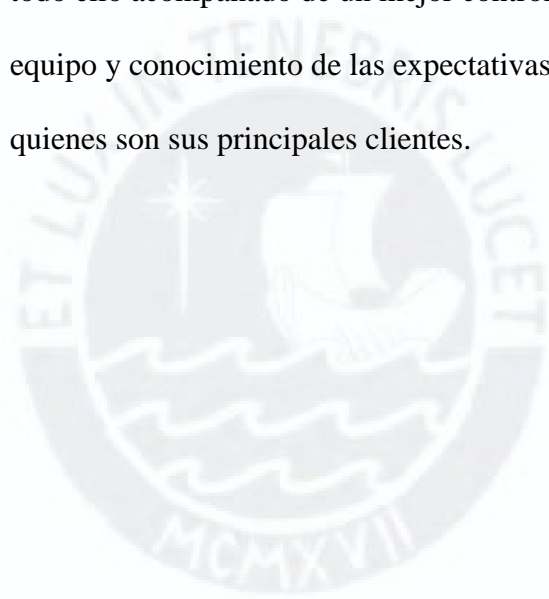 todo ello acompañado de un mejor control
equipo y conocimiento de las expectativas
quienes son sus principales clientes.
ET LUX IN TENEBRIS LUCET
MCMXVII